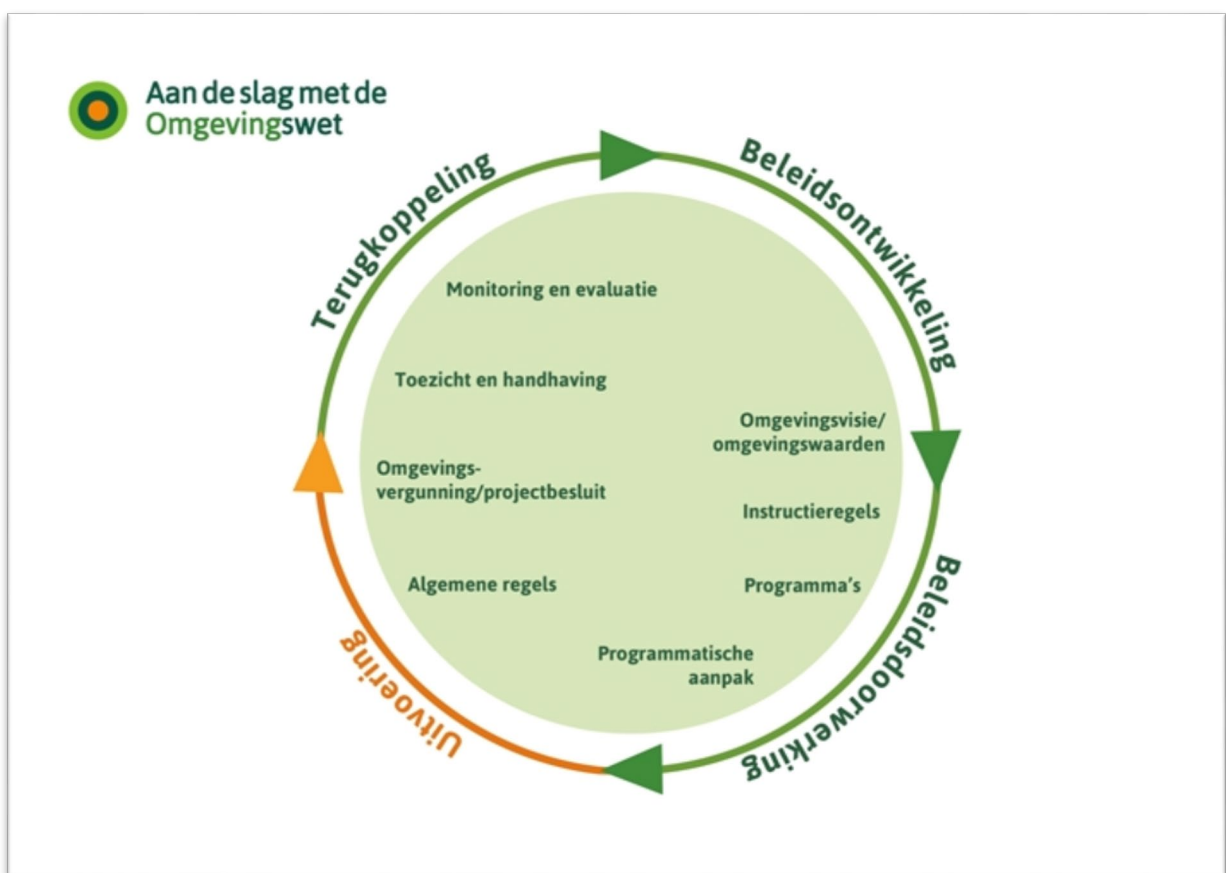 Aan de slag met de
Omgevingswet
Terugkoppeling
Beleidsontwikkeling
Monitoring en evaluatie
Toezicht en handhaving
Omgevingsvisie/
omgevingswaarden
Omgevings-
vergunning/projectbesluit
Instructieregels
Algemene regels
Programma's
Programmatische
aanpak
Uitvoering
Beleidsdoorwerking